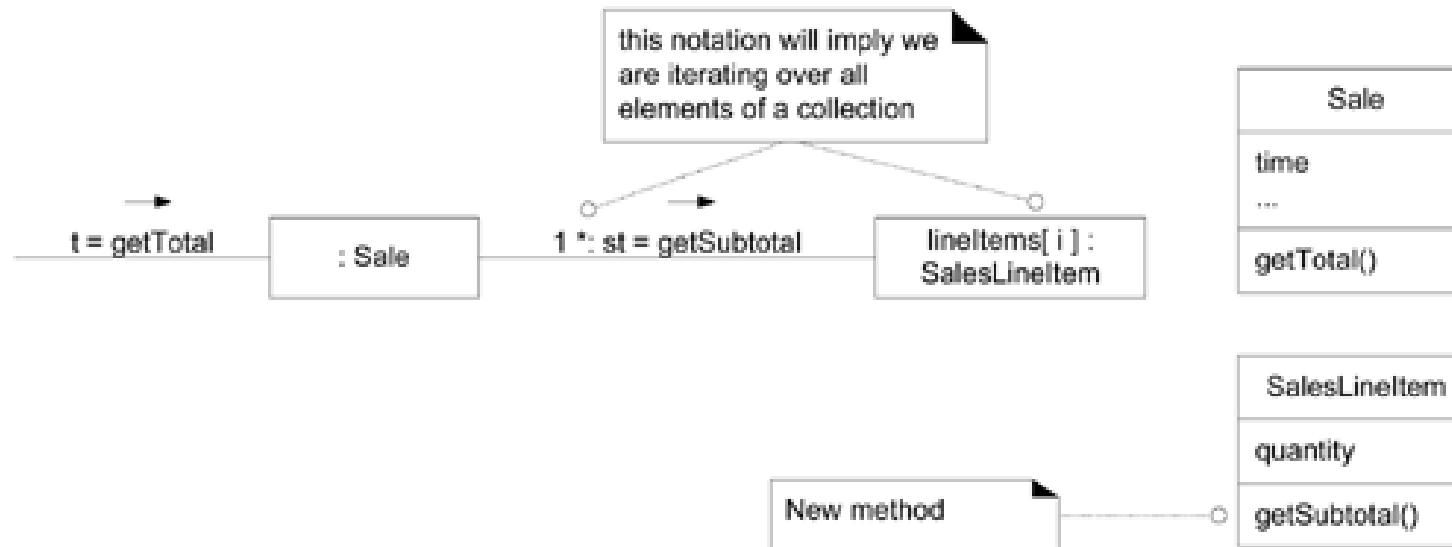 this notation will imply we
are iterating over all
elements of a collection
t = getTotal
: Sale
1 *: st = getSubtotal
lineItems[ i ] :
SalesLineItem
Sale
time
...
getTotal()
SalesLineItem
quantity
getSubtotal()
New method